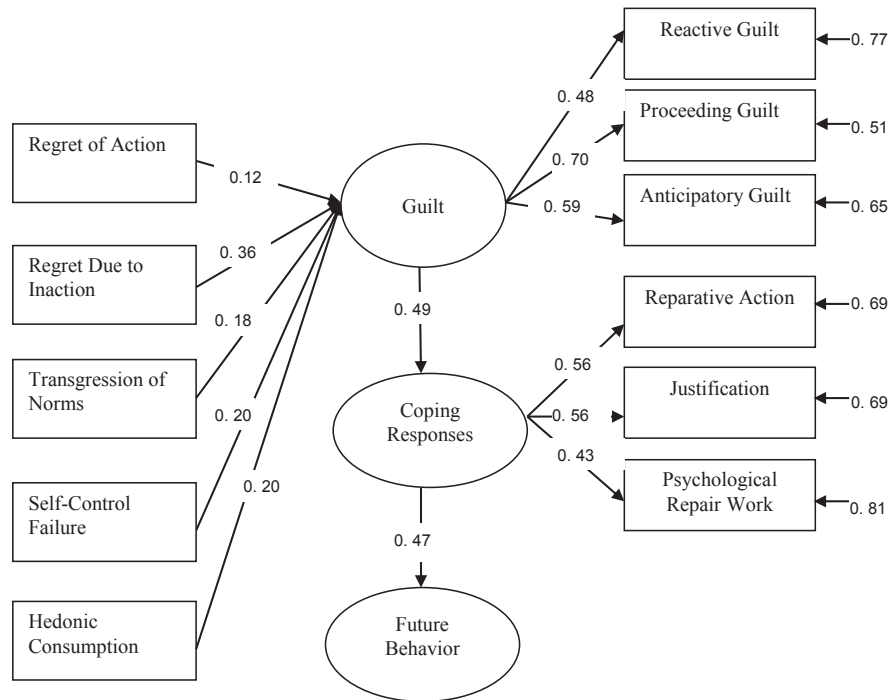 Reactive Guilt
0. 77
0. 48
Proceeding Guilt
0. 51
Regret of Action
0. 70
0.12
Guilt
Anticipatory Guilt
0. 59
0. 65
Regret Due to
Inaction
0. 36
0. 18
0. 49
Reparative Action
0. 69
Transgression of
Norms
0. 56
Coping
Responses
Justification
0. 69
0. 20
0. 56
0. 43
0. 20
Psychological
Repair Work
0. 81
Self-Control
Failure
0. 47
Hedonic
Consumption
Future
Behavior